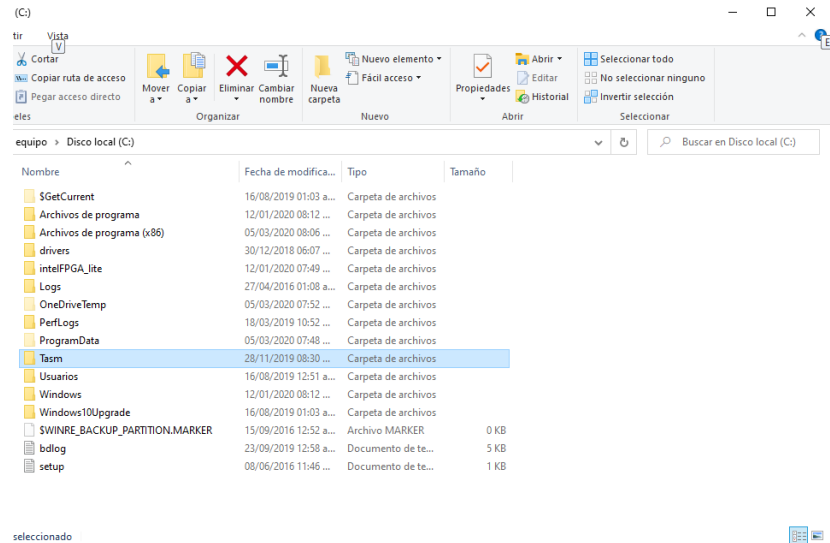 (C:)
tir Vista
V
E
Cortar
Copiar ruta de acceso
Pegar acceso directo
Mover a
Copiar a
Eliminar
Cambiar nombre
Nueva carpeta
Nuevo elemento
Fácil acceso
Propiedades
Abrir
Editar
Historial
Seleccionar todo
No seleccionar ninguno
Invertir selección
eles Organizar Nuevo Abrir Seleccionar
equipo > Disco local (C:) Buscar en Disco local (C:)
Nombre Fecha de modifica... Tipo Tamaño
$GetCurrent 16/08/2019 01:03 a... Carpeta de archivos
Archivos de programa 12/01/2020 08:12 ... Carpeta de archivos
Archivos de programa (x86) 05/03/2020 08:06 ... Carpeta de archivos
drivers 30/12/2018 06:07 ... Carpeta de archivos
intelFPGA_lite 12/01/2020 07:49 ... Carpeta de archivos
Logs 27/04/2016 01:08 a... Carpeta de archivos
OneDriveTemp 05/03/2020 07:52 ... Carpeta de archivos
PerfLogs 18/03/2019 10:52 ... Carpeta de archivos
ProgramData 05/03/2020 07:48 ... Carpeta de archivos
Tasm 28/11/2019 08:30 ... Carpeta de archivos
Usuarios 16/08/2019 12:51 a... Carpeta de archivos
Windows 12/01/2020 08:12 ... Carpeta de archivos
Windows10Upgrade 16/08/2019 01:03 a... Carpeta de archivos
$WINRE_BACKUP_PARTITION.MARKER 15/09/2016 12:52 a... Archivo MARKER 0 KB
bdlog 23/09/2019 12:58 a... Documento de te... 5 KB
setup 08/06/2016 11:46 ... Documento de te... 1 KB
seleccionado